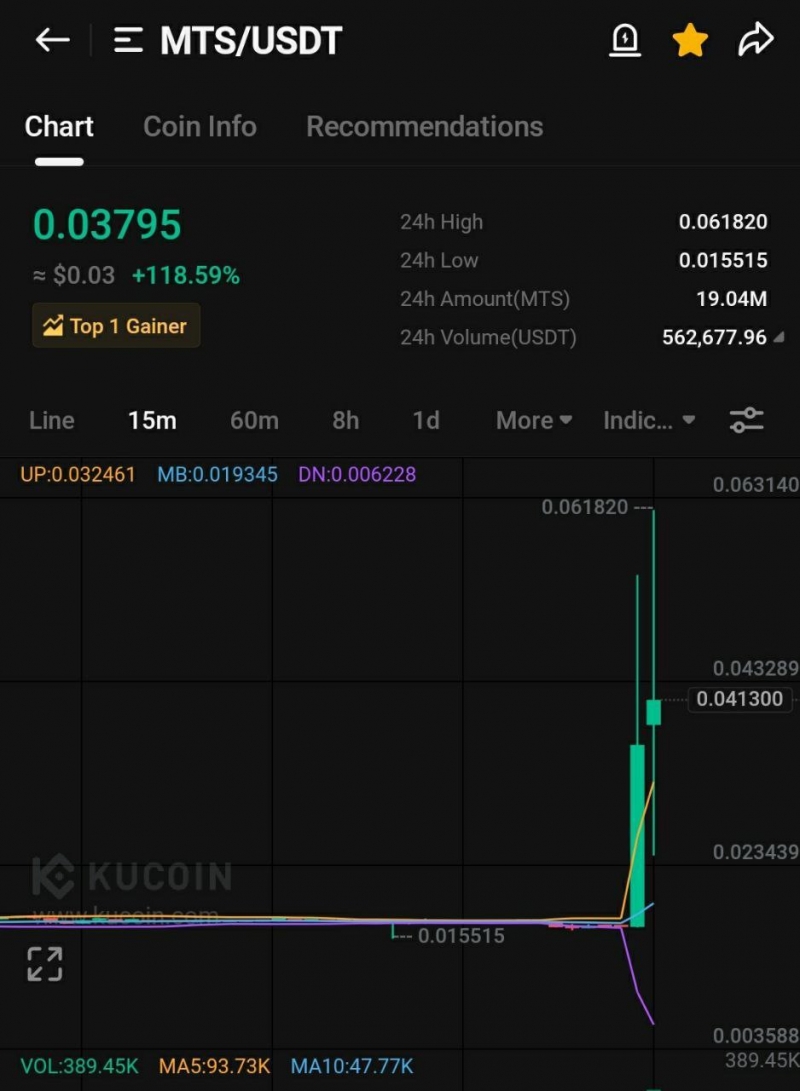 MTS/USDT
Chart Coin Info Recommendations
0.03795
≈ $0.03 +118.59%
Top 1 Gainer
24h High 0.061820
24h Low 0.015515
24h Amount(MTS) 19.04M
24h Volume(USDT) 562,677.96
Line 15m 60m 8h 1d More Indic...
UP:0.032461 MB:0.019345 DN:0.006228
0.063140
0.061820
0.043289
0.041300
0.023439
KUCOIN
www.kucoin.com
0.015515
0.003588
VOL:389.45K MA5:93.73K MA10:47.77K
389.45K